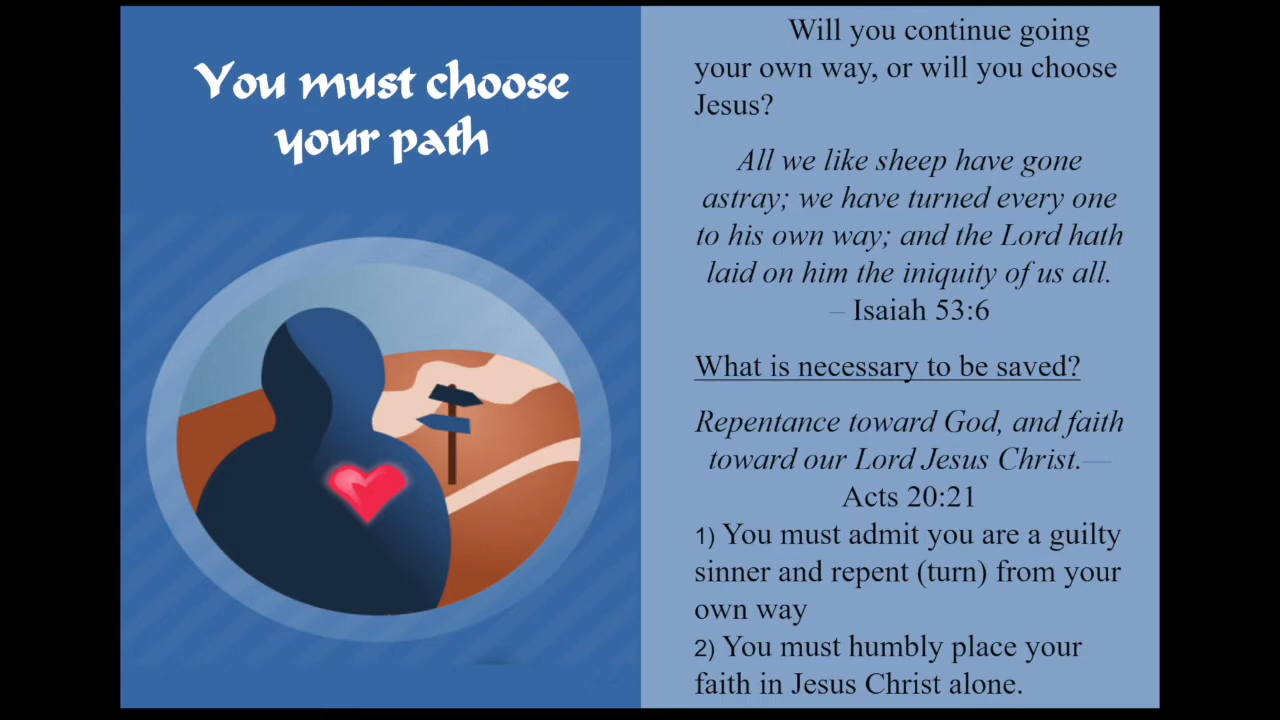 You must choose
your path
Will you continue going
your own way, or will you choose
Jesus?
All we like sheep have gone
astray; we have turned every one
to his own way; and the Lord hath
laid on him the iniquity of us all.
– Isaiah 53:6
What is necessary to be saved?
Repentance toward God, and faith
toward our Lord Jesus Christ.—
Acts 20:21
1) You must admit you are a guilty
sinner and repent (turn) from your
own way
2) You must humbly place your
faith in Jesus Christ alone.